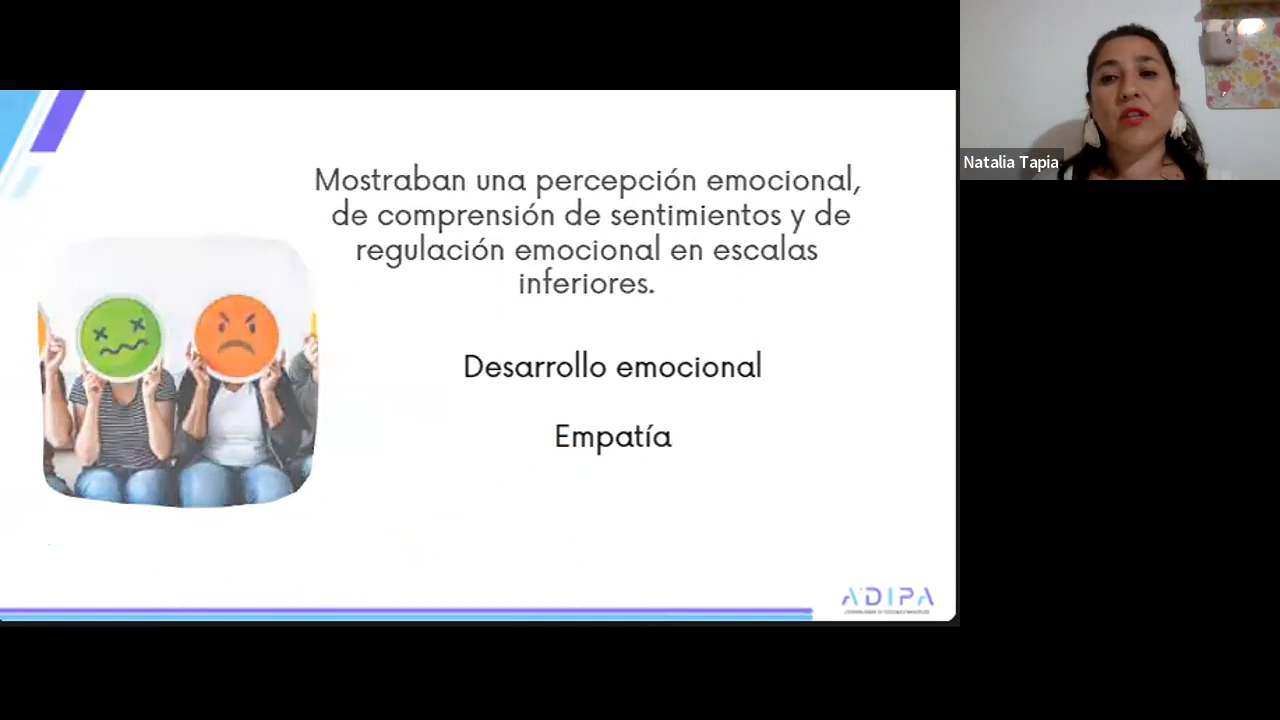 Mostraban una percepción emocional,
de comprensión de sentimientos y de
regulación emocional en escalas
inferiores.
Desarrollo emocional
Empatía
ADIPA
Natalia Tapia